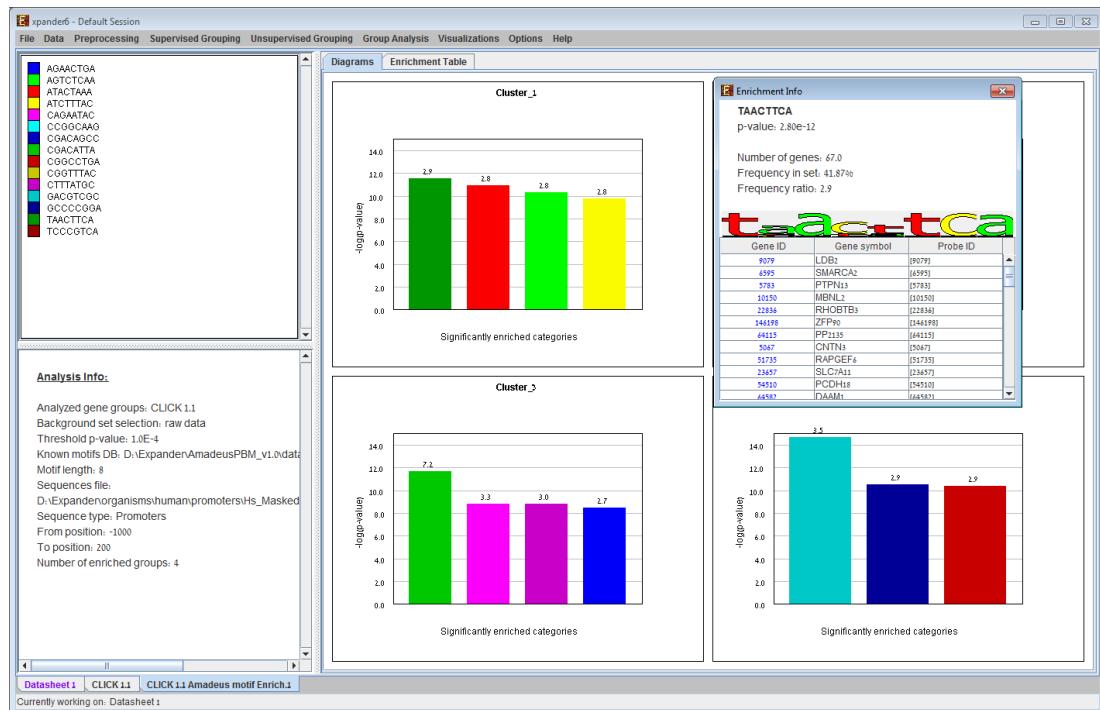 xpander6 - Default Session
File Data Preprocessing Supervised Grouping Unsupervised Grouping Group Analysis Visualizations Options Help
AGAACTGA
AGTCTCAA
ATACTAAA
ATCTTTAC
CAGAATAC
CCGGCAAG
CGACAGCC
CGACATTA
CGGCCTGA
CGGTTTAC
CTTTATGC
GACGTCGC
GCCCCGGA
TAACTTCA
TCCCGTCA
Analysis Info:
Analyzed gene groups: CLICK 1.1
Background set selection: raw data
Threshold p-value: 1.0E-4
Known motifs DB: D:\Expander\AmadeusPBM_v1.0\data
Motif length: 8
Sequences file:
D:\Expander\organisms\human\promoters\Hs_Masked
Sequence type: Promoters
From position: -1000
To position: 200
Number of enriched groups: 4
Diagrams Enrichment Table
Cluster_1
-log(p-value)
14.0
12.0
10.0
8.0
6.0
4.0
2.0
0.0
2.9 2.8 2.8 2.8
Significantly enriched categories
Enrichment Info
TAACTTCA
p-value: 2.80e-12
Number of genes: 67.0
Frequency in set: 41.87%
Frequency ratio: 2.9
Gene ID Gene symbol Probe ID
9079 LDB2 [9079]
6595 SMARCA2 [6595]
5783 PTPN13 [5783]
10150 MBNL2 [10150]
22836 RHOBTB3 [22836]
146198 ZFP90 [146198]
64115 PP2135 [64115]
5067 CNTN3 [5067]
51735 RAPGEF6 [51735]
23657 SLC7A11 [23657]
54510 PCDH18 [54510]
64582 DAAM1 [64582]
Cluster_3
-log(p-value)
14.0
12.0
10.0
8.0
6.0
4.0
2.0
0.0
7.2 3.3 3.0 2.7
Significantly enriched categories
-log(p-value)
14.0
12.0
10.0
8.0
6.0
4.0
2.0
0.0
3.5 2.9 2.9
Significantly enriched categories
Datasheet 1 CLICK 1.1 CLICK 1.1 Amadeus motif Enrich.1
Currently working on: Datasheet 1